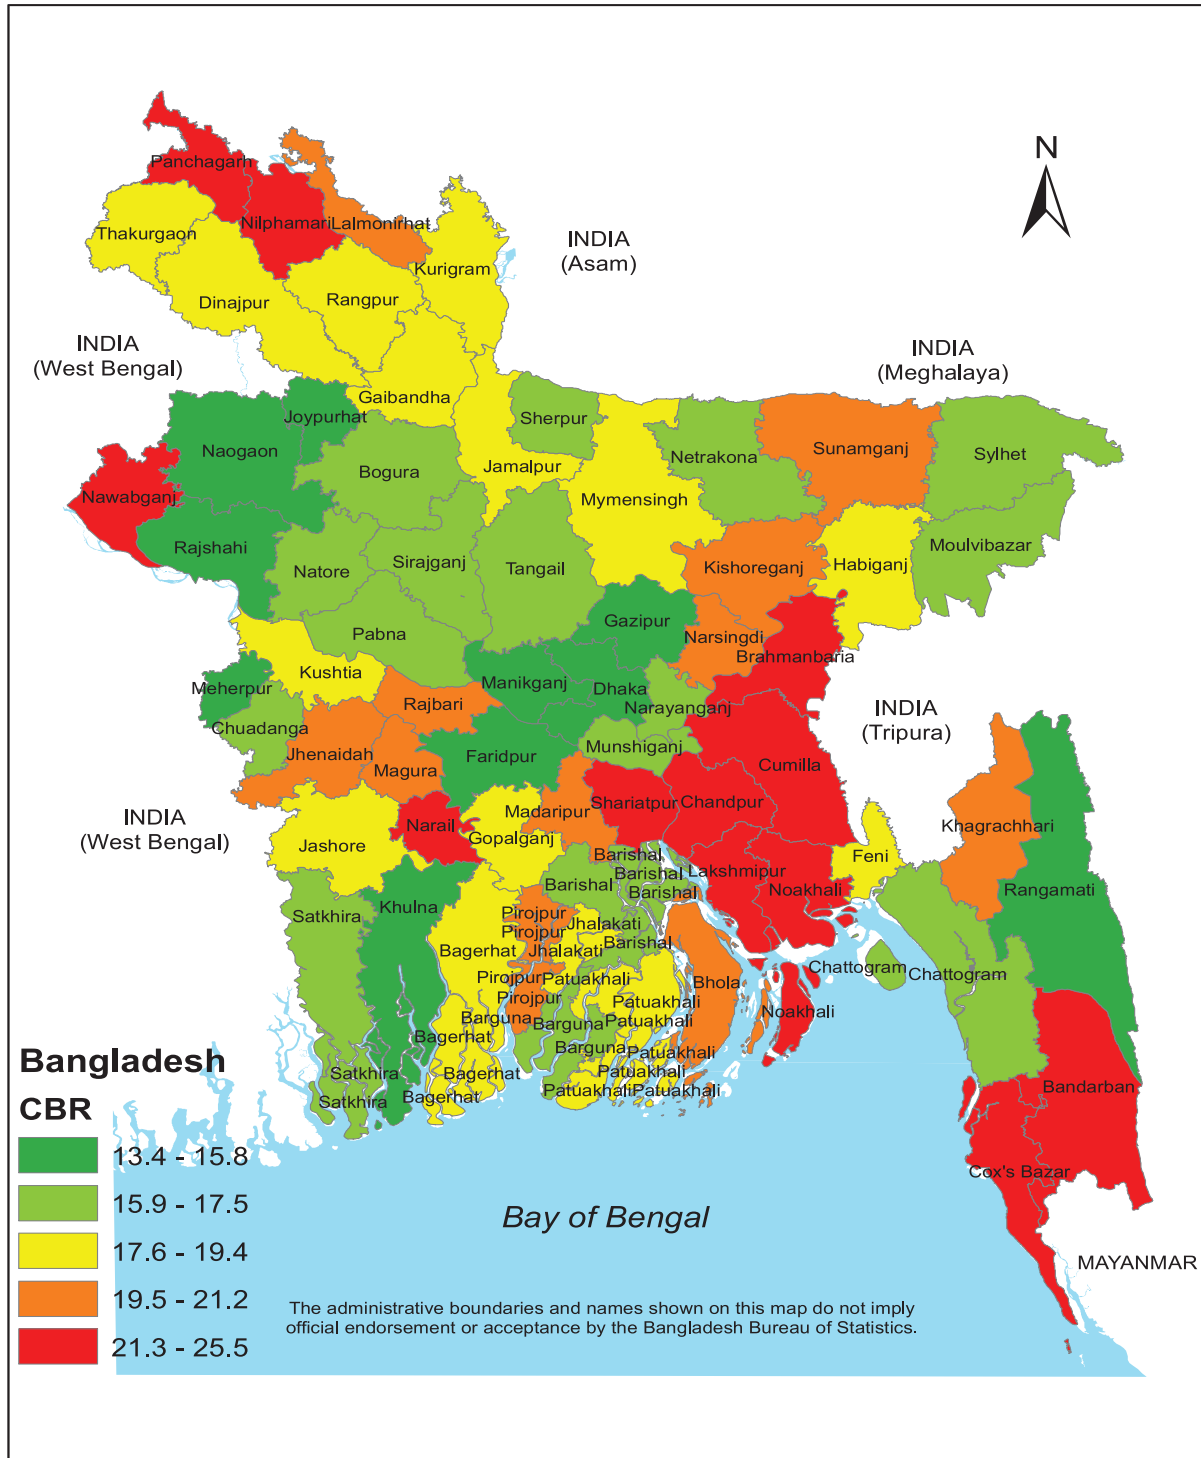 N
Panchagarh
Nilphamari
Lalmonirhat
Thakurgaon
Kurigram
INDIA
(Asam)
Dinajpur
Rangpur
INDIA
(West Bengal)
INDIA
(Meghalaya)
Gaibandha
Joypurhat
Sherpur
Naogaon
Sunamganj
Sylhet
Netrakona
Bogura
Jamalpur
Nawabganj
Mymensingh
Rajshahi
Moulvibazar
Natore
Sirajganj
Tangail
Kishoreganj
Habiganj
Gazipur
Pabna
Narsingdi
Brahmanbaria
Kushtia
Meherpur
Manikganj
Dhaka
Rajbari
Narayanganj
INDIA
(Tripura)
Chuadanga
Jhenaidah
Munshiganj
Faridpur
Magura
Cumilla
INDIA
(West Bengal)
Madaripur
Shariatpur
Chandpur
Khagrachhari
Narail
Gopalganj
Jashore
Barishal
Feni
Barishal
Lakshmipur
Barishal
Barishal
Noakhali
Rangamati
Khulna
Satkhira
Pirojpur
Jhalakati
Pirojpur
Barishal
Bagerhat
Jhalakati
Chattogram
Chattogram
Pirojpur
Patuakhali
Bhola
Pirojpur
Patuakhali
Noakhali
Barguna
Barguna
Patuakhali
Bagerhat
Barguna
Patuakhali
Bangladesh
Satkhira
Bagerhat
Patuakhali
Bandarban
Satkhira
Bagerhat
Patuakhali
Patuakhali
CBR
13.4 - 15.8
Cox's Bazar
15.9 - 17.5
Bay of Bengal
17.6 - 19.4
MAYANMAR
19.5 - 21.2
The administrative boundaries and names shown on this map do not imply
official endorsement or acceptance by the Bangladesh Bureau of Statistics.
21.3 - 25.5